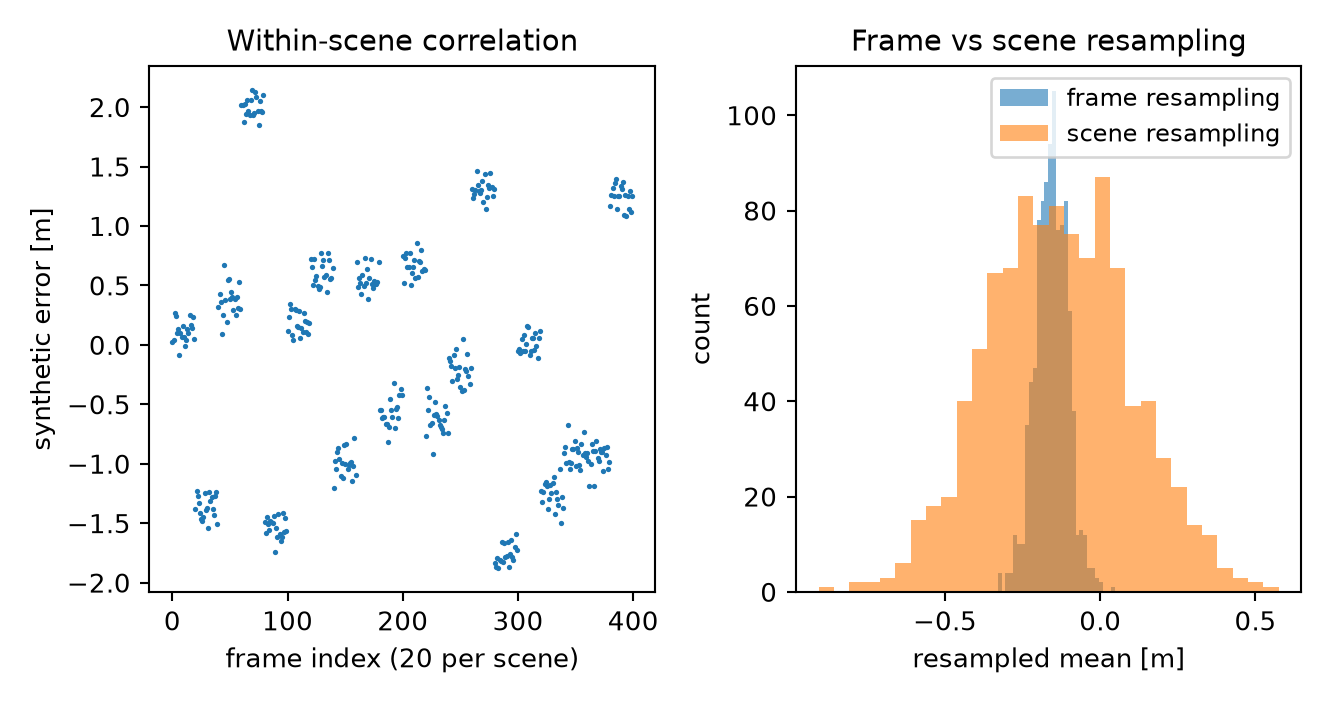 Within-scene correlation
synthetic error [m]
2.0
1.5
1.0
0.5
0.0
−0.5
−1.0
−1.5
−2.0
0 100 200 300 400
frame index (20 per scene)
Frame vs scene resampling
frame resampling
scene resampling
count
100
80
60
40
20
0
−0.5 0.0 0.5
resampled mean [m]